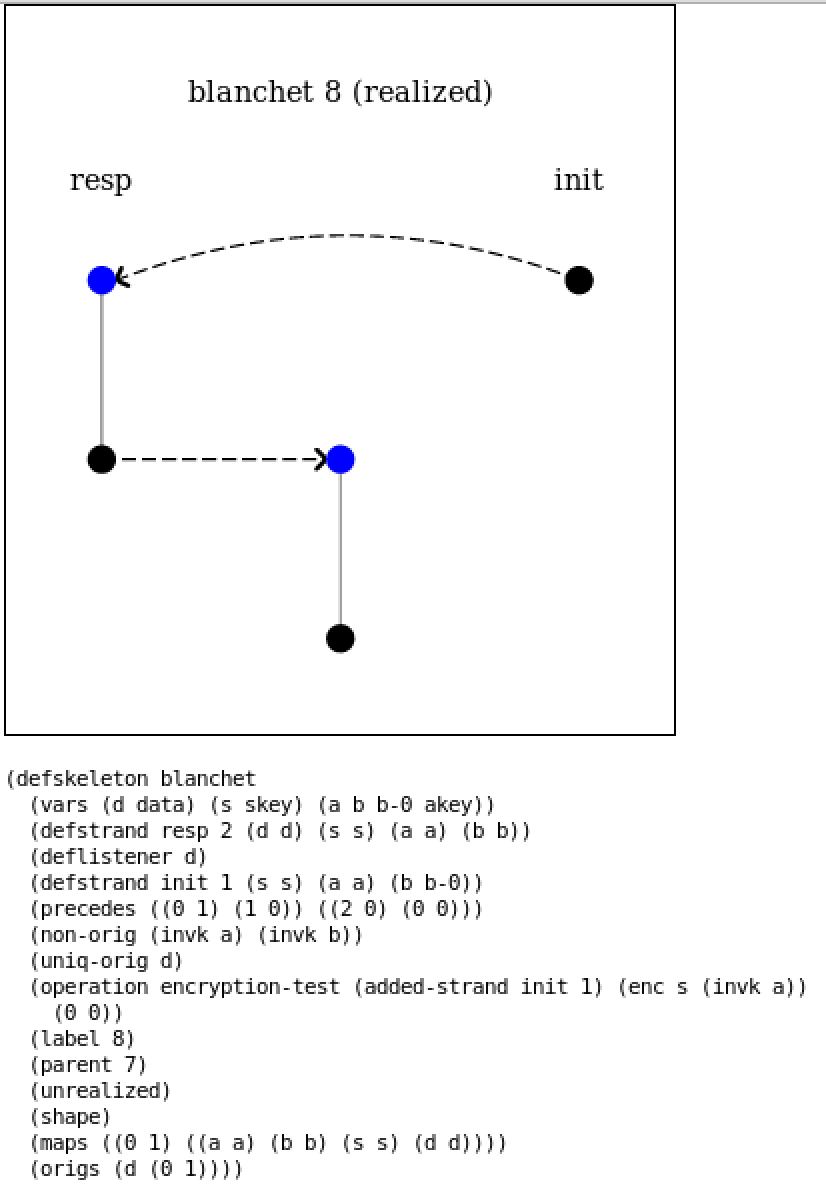 blanchet 8 (realized)
resp init
(defskeleton blanchet
(vars (d data) (s skey) (a b b-0 akey))
(defstrand resp 2 (d d) (s s) (a a) (b b))
(deflistener d)
(defstrand init 1 (s s) (a a) (b b-0))
(precedes ((0 1) (1 0)) ((2 0) (0 0)))
(non-orig (invk a) (invk b))
(uniq-orig d)
(operation encryption-test (added-strand init 1) (enc s (invk a))
(0 0))
(label 8)
(parent 7)
(unrealized)
(shape)
(maps ((0 1) ((a a) (b b) (s s) (d d))))
(origs (d (0 1))))